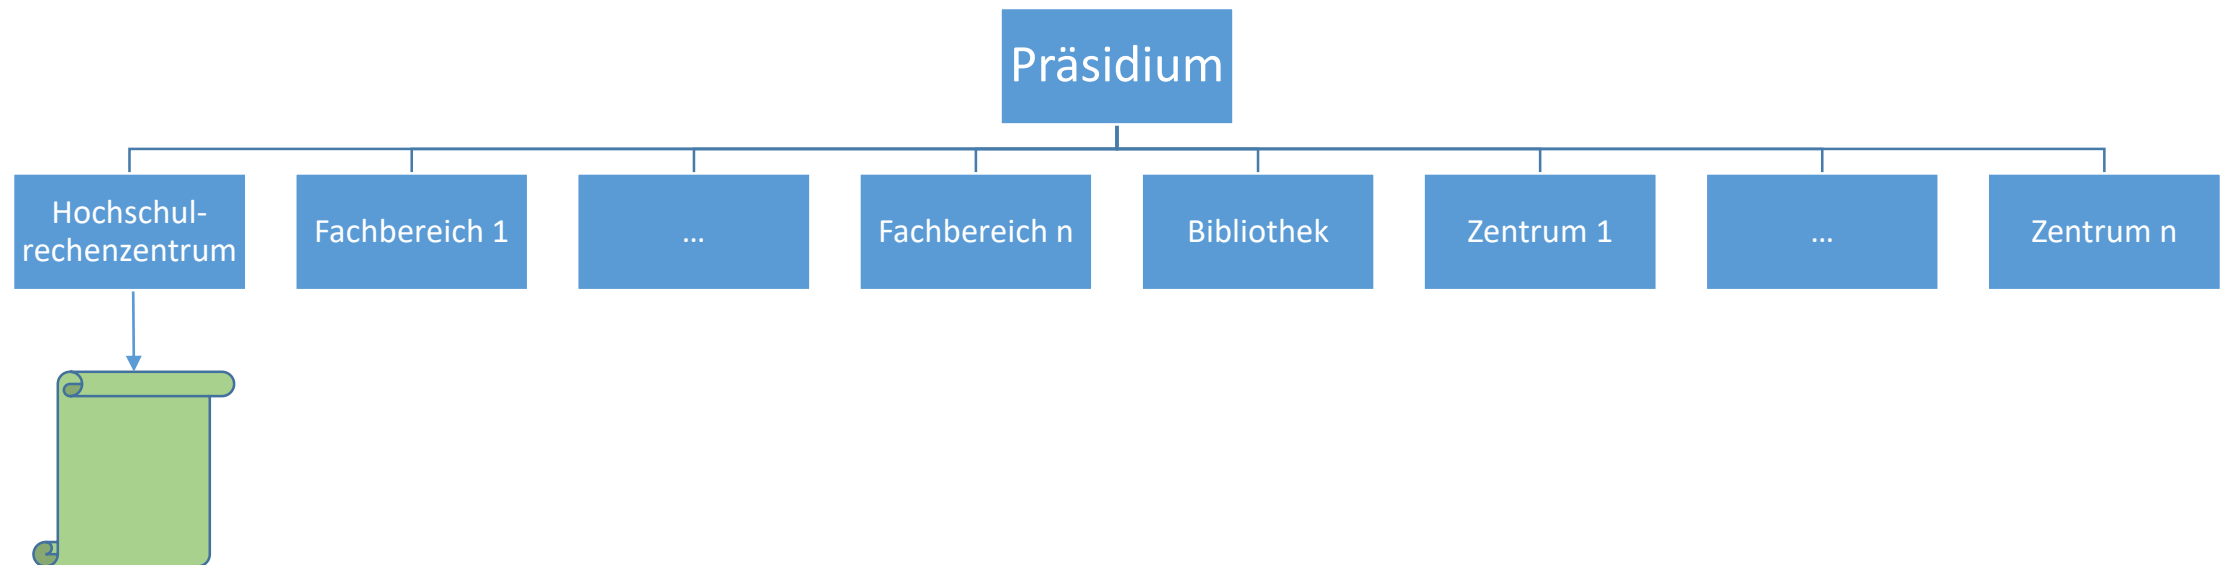 Präsidium
Hochschul-
rechenzentrum
Fachbereich 1
...
Fachbereich n
Bibliothek
Zentrum 1
...
Zentrum n